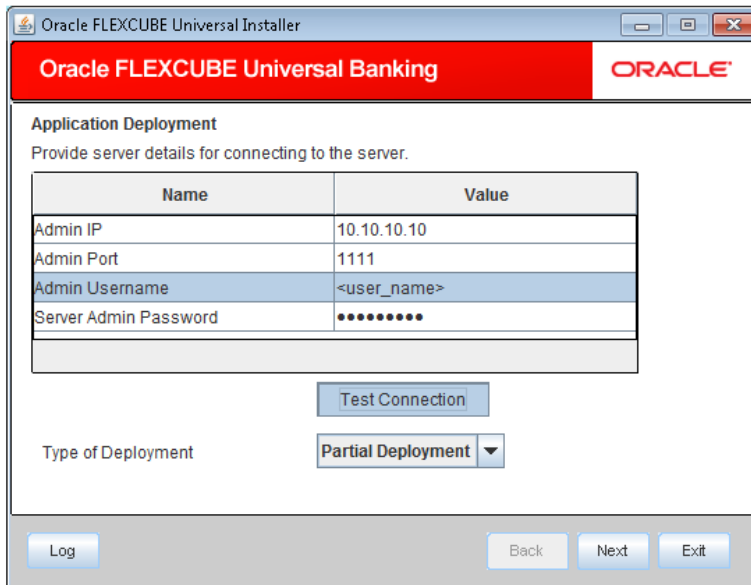 Oracle FLEXCUBE Universal Installer
Oracle FLEXCUBE Universal Banking
ORACLE
Application Deployment
Provide server details for connecting to the server.
Name Value
Admin IP 10.10.10.10
Admin Port 1111
Admin Username <user_name>
Server Admin Password •••••••••
Test Connection
Type of Deployment Partial Deployment
Log Back Next Exit